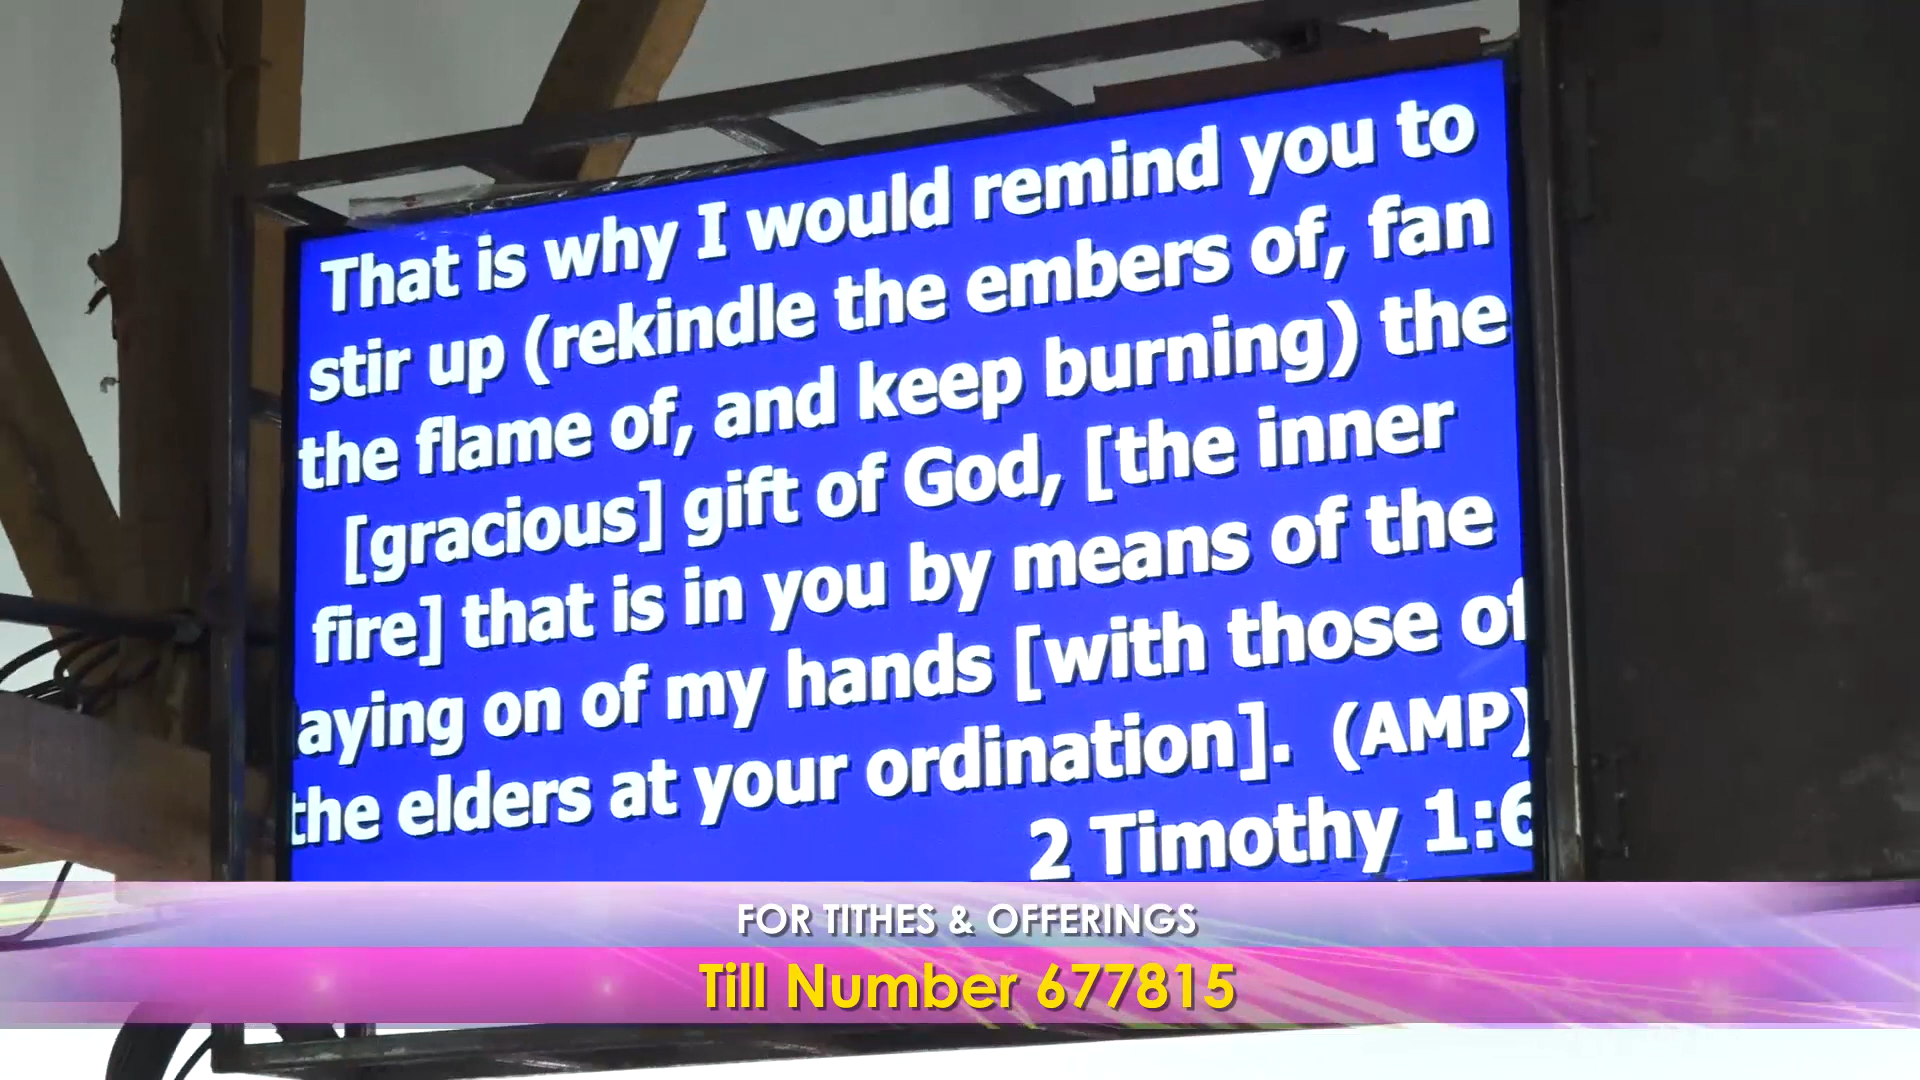 That is why I would remind you to
stir up (rekindle the embers of, fan
the flame of, and keep burning) the
[gracious] gift of God, [the inner
fire] that is in you by means of the
aying on of my hands [with those of
the elders at your ordination]. (AMP)
2 Timothy 1:6
FOR TITHES & OFFERINGS
Till Number 677815